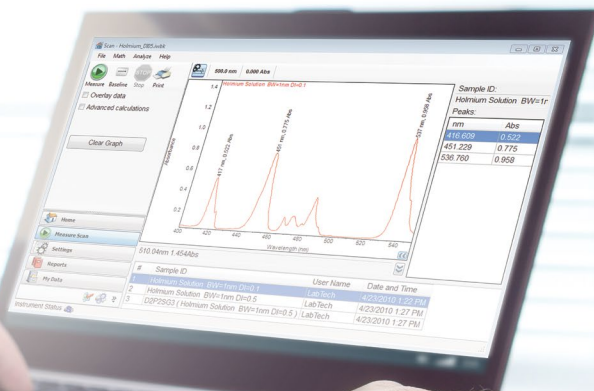 Scan - Holmium_D85.svbk
File Math Analyze Help
500.0 nm 0.000 Abs
Measure Baseline Stop Print
Overlay data
Advanced calculations
Clear Graph
Home
Measure Scan
Settings
Reports
My Data
Instrument Status
Holmium Solution BW=1nm DI=0.1
Absorbance
1.4
1.2
1.0
0.8
0.6
0.4
0.2
417 nm, 0.522 Abs
451 nm, 0.775 Abs
537 nm, 0.958 Abs
400 420 440 460 480 500 520 540
Wavelength (nm)
510.04nm 1.454Abs
Sample ID:
Holmium Solution BW=1r
Peaks:
nm Abs
416.609 0.522
451.229 0.775
536.760 0.958
# Sample ID User Name Date and Time
Holmium Solution BW=1nm DI=0.1 LabTech 4/23/2010 1:22 PM
2 Holmium Solution BW=1nm DI=0.5 LabTech 4/23/2010 1:27 PM
3 D2P2SG3 ( Holmium Solution BW=1nm DI=0.5 ) LabTech 4/23/2010 1:27 PM